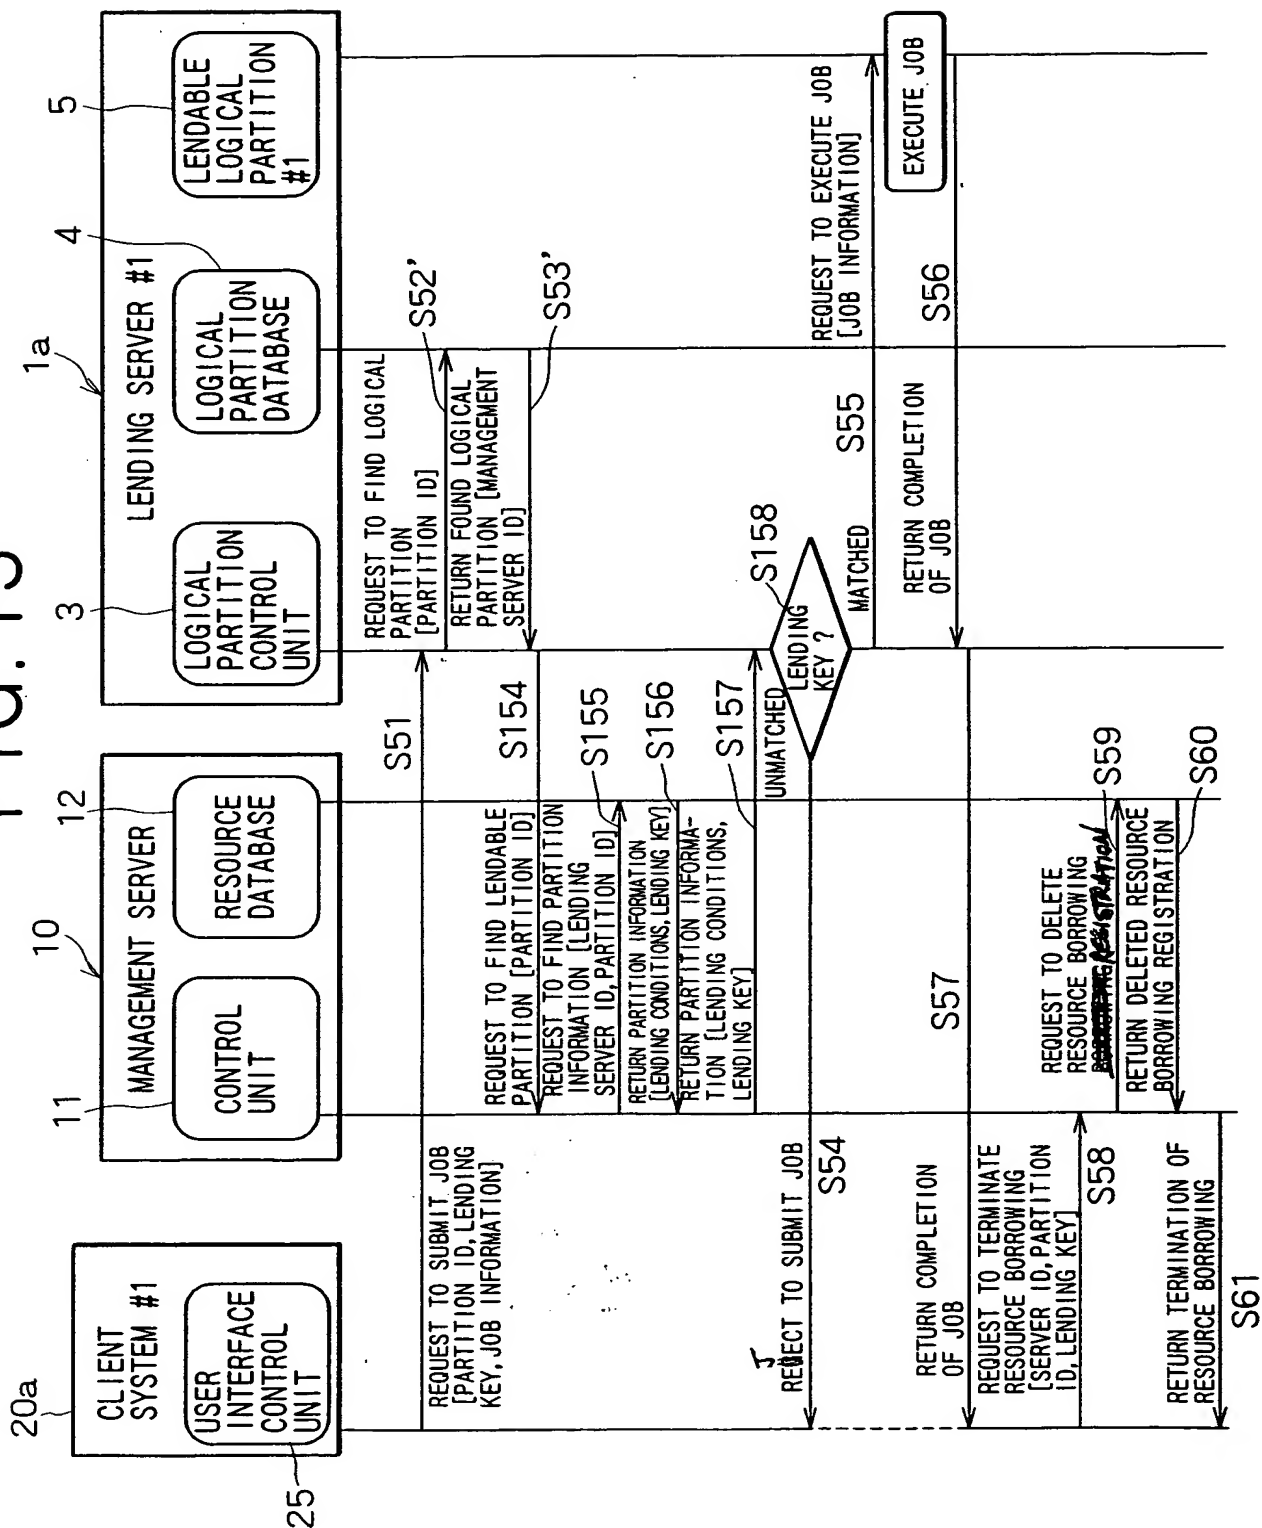 20a
CLIENT
SYSTEM #1
USER
INTERFACE
CONTROL
UNIT
25
10
MANAGEMENT SERVER
11
CONTROL
UNIT
12
RESOURCE
DATABASE
1a
LENDING SERVER #1
3
LOGICAL
PARTITION
CONTROL
UNIT
4
LOGICAL
PARTITION
DATABASE
5
LENDABLE
LOGICAL
PARTITION
#1
REQUEST TO SUBMIT JOB
[PARTITION ID, LENDING
KEY, JOB INFORMATION]
S51
REQUEST TO FIND LOGICAL
PARTITION
[PARTITION ID]
S52'
RETURN FOUND LOGICAL
PARTITION [MANAGEMENT
SERVER ID]
S53'
REQUEST TO FIND LENDABLE
PARTITION [PARTITION ID]
S154
REQUEST TO FIND PARTITION
INFORMATION [LENDING
SERVER ID, PARTITION ID]
S155
RETURN PARTITION INFORMATION
[LENDING CONDITIONS, LENDING KEY]
S156
RETURN PARTITION INFORMA-
TION [LENDING CONDITIONS,
LENDING KEY]
S157
UNMATCHED
LENDING
KEY ?
S158
MATCHED
J
REJECT TO SUBMIT JOB
S54
S55
REQUEST TO EXECUTE JOB
[JOB INFORMATION]
EXECUTE JOB
RETURN COMPLETION
OF JOB
S56
RETURN COMPLETION
OF JOB
S57
REQUEST TO TERMINATE
RESOURCE BORROWING
[SERVER ID, PARTITION
ID, LENDING KEY]
S58
REQUEST TO DELETE
RESOURCE BORROWING
REGISTRATION
S59
RETURN DELETED RESOURCE
BORROWING REGISTRATION
S60
RETURN TERMINATION OF
RESOURCE BORROWING
S61